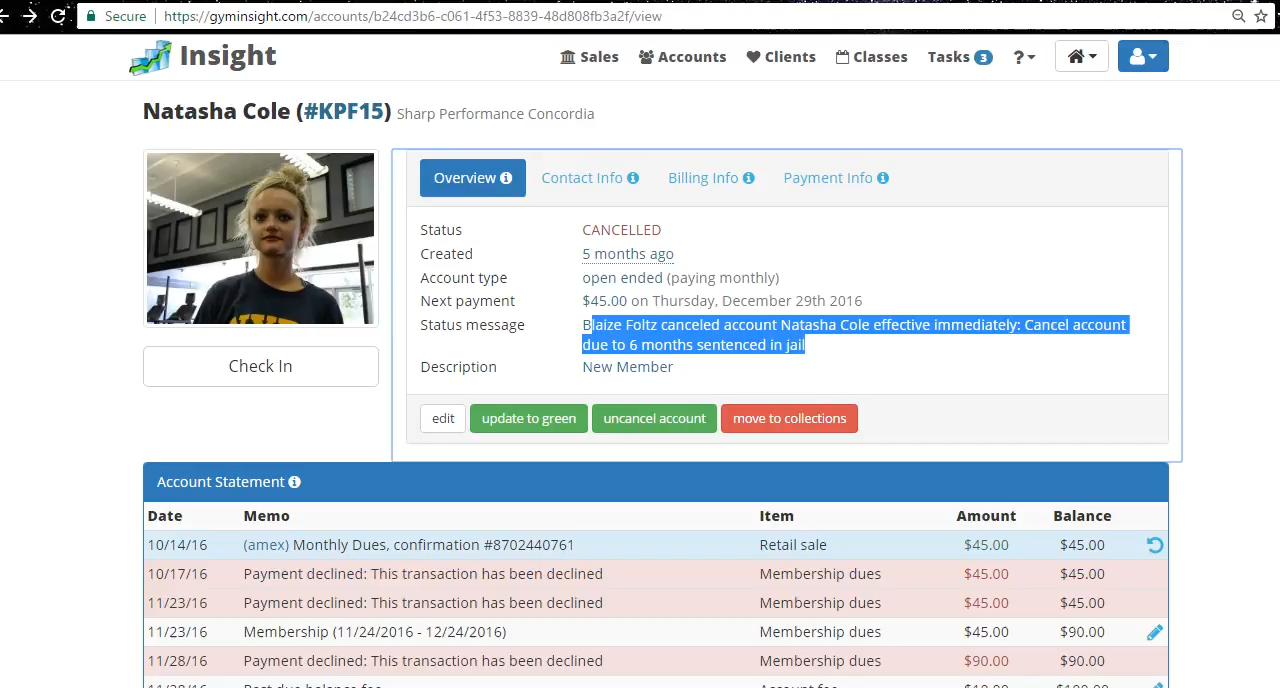 Secure https://gyminsight.com/accounts/b24cd3b6-c061-4f53-8839-48d808fb3a2f/view
Insight Sales Accounts Clients Classes Tasks 3 ?
Natasha Cole (#KPF15) Sharp Performance Concordia
Overview Contact Info Billing Info Payment Info
Status CANCELLED
Created 5 months ago
Account type open ended (paying monthly)
Next payment $45.00 on Thursday, December 29th 2016
Status message Blaize Foltz canceled account Natasha Cole effective immediately: Cancel account
due to 6 months sentenced in jail
Check In
Description New Member
edit update to green uncancel account move to collections
Account Statement
Date Memo Item Amount Balance
10/14/16 (amex) Monthly Dues, confirmation #8702440761 Retail sale $45.00 $45.00
10/17/16 Payment declined: This transaction has been declined Membership dues $45.00 $45.00
11/23/16 Payment declined: This transaction has been declined Membership dues $45.00 $45.00
11/23/16 Membership (11/24/2016 - 12/24/2016) Membership dues $45.00 $90.00
11/28/16 Payment declined: This transaction has been declined Membership dues $90.00 $90.00